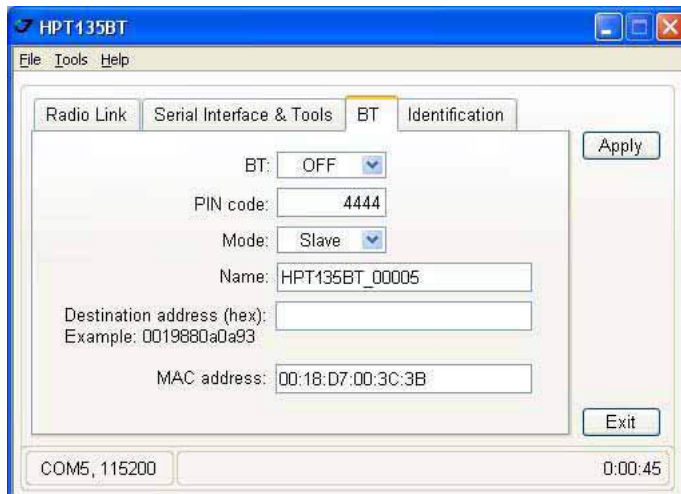 HPT135BT
File Tools Help
Radio Link Serial Interface & Tools BT Identification
Apply
BT: OFF
PIN code: 4444
Mode: Slave
Name: HPT135BT_00005
Destination address (hex):
Example: 0019880a0a93
MAC address: 00:18:D7:00:3C:3B
Exit
COM5, 115200 0:00:45